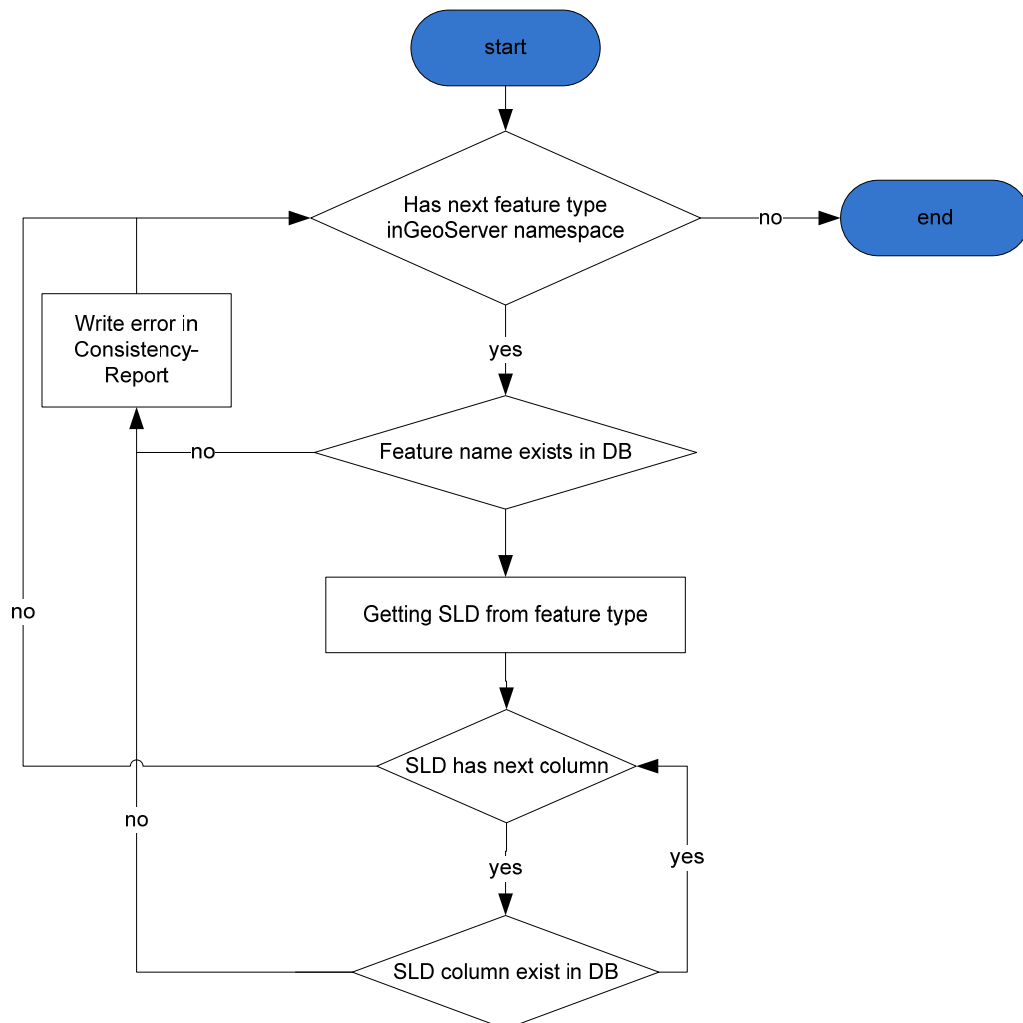 start
Has next feature type
inGeoServer namespace
no
end
Write error in
Consistency-
Report
yes
no
Feature name exists in DB
Getting SLD from feature type
no
SLD has next column
no
yes
yes
SLD column exist in DB